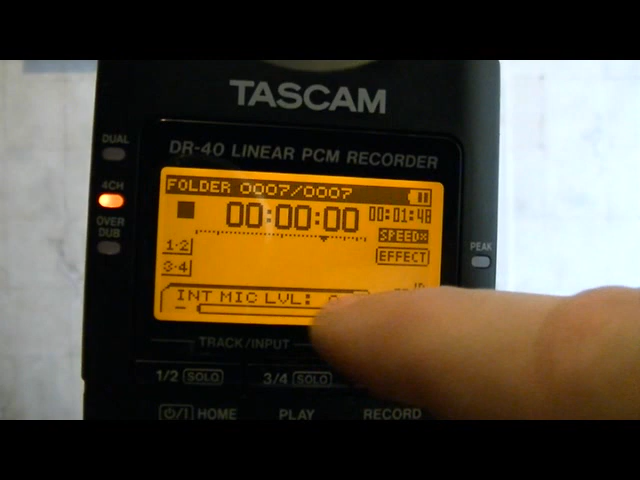 TASCAM
DR-40 LINEAR PCM RECORDER
DUAL
4CH
OVER
DUB
PEAK
FOLDER 0007/0007
00:00:00 00:01:48
SPEEDx
1·2
EFFECT
3·4
INT MIC LVL:
TRACK/INPUT
1/2 SOLO 3/4 SOLO
HOME PLAY RECORD